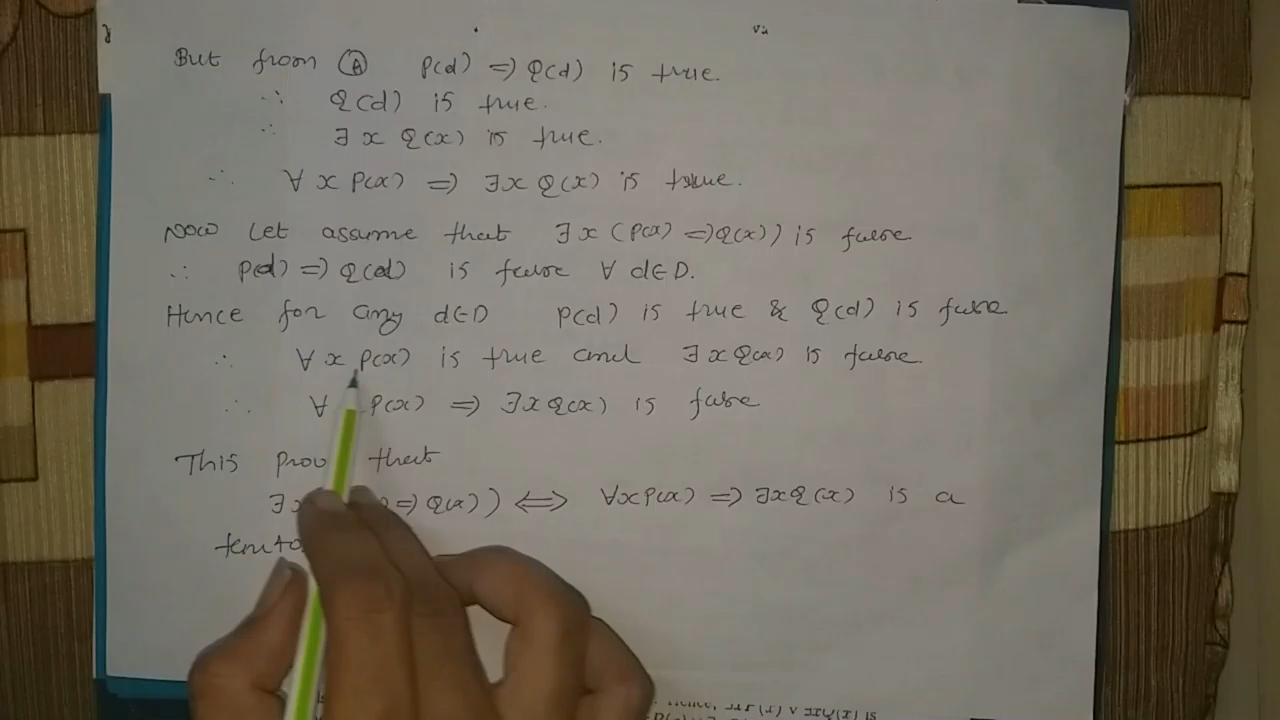 But from Ⓐ P(d) ⇒ Q(d) is true.
∴ Q(d) is true.
∴ ∃ x Q(x) is true.
∴ ∀ x P(x) ⇒ ∃x Q(x) is true.
Now Let assume that ∃ x (P(x) ⇒ Q(x)) is false
∴ P(d) ⇒ Q(d) is false ∀ d∈D.
Hence for any d∈D P(d) is true & Q(d) is false
∴ ∀ x P(x) is true and ∃ x Q(x) is false.
∴ ∀ P(x) ⇒ ∃x Q(x) is false
This that
∃ ⇒ Q(x)) ⇔ ∀x P(x) ⇒ ∃x Q(x) is a